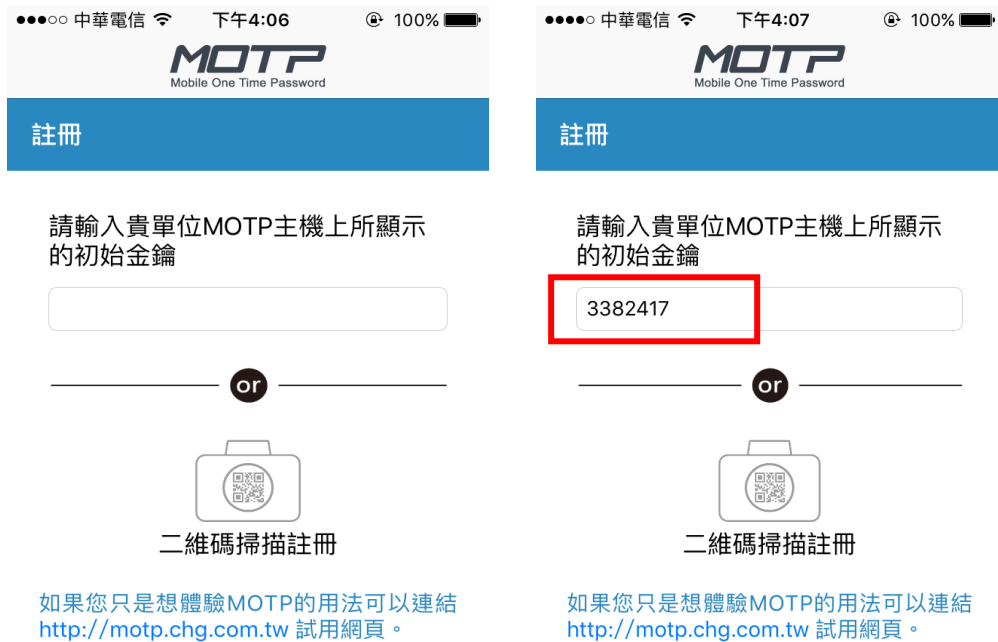 中華電信 下午4:06 100%
MOTP
Mobile One Time Password
註冊
請輸入貴單位MOTP主機上所顯示
的初始金鑰
or
二維碼掃描註冊
如果您只是想體驗MOTP的用法可以連結
http://motp.chg.com.tw 試用網頁。
中華電信 下午4:07 100%
MOTP
Mobile One Time Password
註冊
請輸入貴單位MOTP主機上所顯示
的初始金鑰
3382417
or
二維碼掃描註冊
如果您只是想體驗MOTP的用法可以連結
http://motp.chg.com.tw 試用網頁。